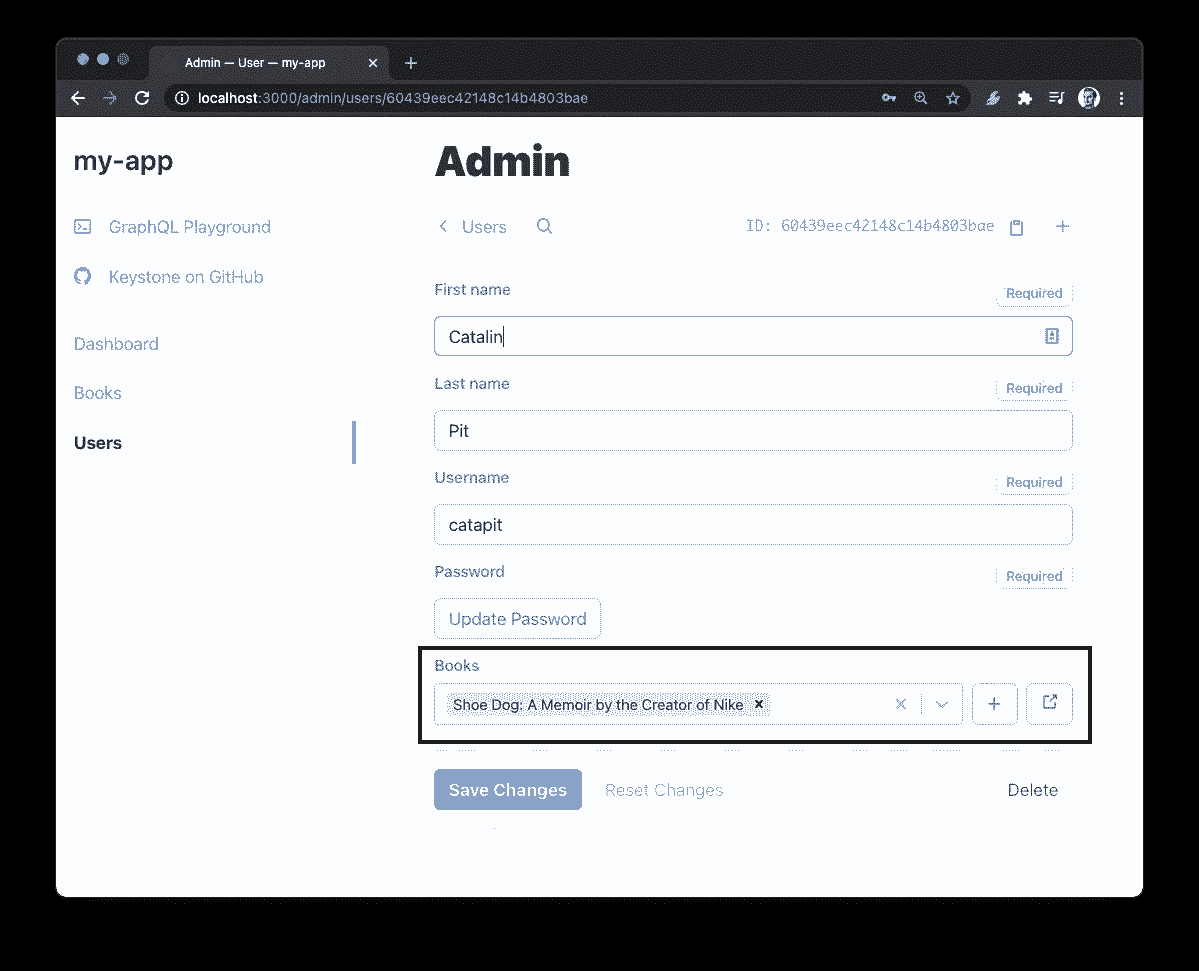 Admin — User — my-app
localhost:3000/admin/users/60439eec42148c14b4803bae
my-app
Admin
GraphQL Playground
Users
ID: 60439eec42148c14b4803bae
Keystone on GitHub
First name
Required
Catalin
Dashboard
Last name
Required
Books
Pit
Users
Username
Required
catapit
Password
Required
Update Password
Books
Shoe Dog: A Memoir by the Creator of Nike
Save Changes
Reset Changes
Delete